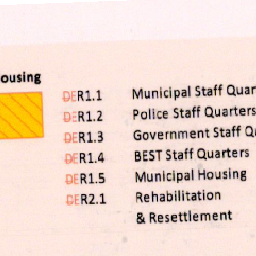 ousing
DER1.1 Municipal Staff Quar
DER1.2 Police Staff Quarters
DER1.3 Government Staff Qu
DER1.4 BEST Staff Quarters
DER1.5 Municipal Housing
DER2.1 Rehabilitation
& Resettlement